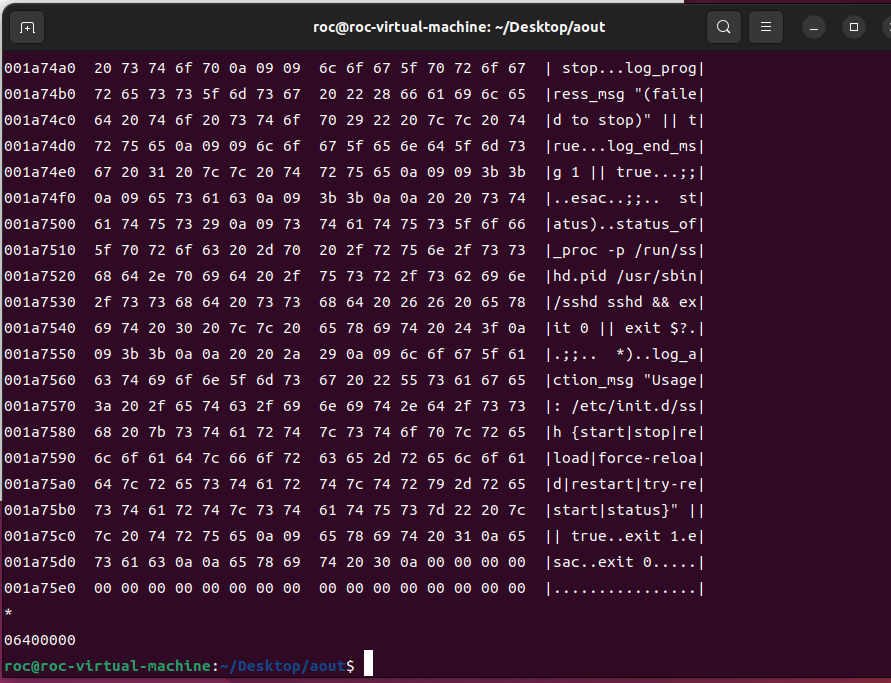 roc@roc-virtual-machine: ~/Desktop/aout
001a74a0  20 73 74 6f 70 0a 09 09  6c 6f 67 5f 70 72 6f 67  | stop...log_prog|
001a74b0  72 65 73 73 5f 6d 73 67  20 22 28 66 61 69 6c 65  |ress_msg "(faile|
001a74c0  64 20 74 6f 20 73 74 6f  70 29 22 20 7c 7c 20 74  |d to stop)" || t|
001a74d0  72 75 65 0a 09 09 6c 6f  67 5f 65 6e 64 5f 6d 73  |rue...log_end_ms|
001a74e0  67 20 31 20 7c 7c 20 74  72 75 65 0a 09 09 3b 3b  |g 1 || true...;;|
001a74f0  0a 09 65 73 61 63 0a 09  3b 3b 0a 0a 20 20 73 74  |..esac..;;..  st|
001a7500  61 74 75 73 29 0a 09 73  74 61 74 75 73 5f 6f 66  |atus)..status_of|
001a7510  5f 70 72 6f 63 20 2d 70  20 2f 72 75 6e 2f 73 73  |_proc -p /run/ss|
001a7520  68 64 2e 70 69 64 20 2f  75 73 72 2f 73 62 69 6e  |hd.pid /usr/sbin|
001a7530  2f 73 73 68 64 20 73 73  68 64 20 26 26 20 65 78  |/sshd sshd && ex|
001a7540  69 74 20 30 20 7c 7c 20  65 78 69 74 20 24 3f 0a  |it 0 || exit $?.|
001a7550  09 3b 3b 0a 0a 20 20 2a  29 0a 09 6c 6f 67 5f 61  |.;;..  *)..log_a|
001a7560  63 74 69 6f 6e 5f 6d 73  67 20 22 55 73 61 67 65  |ction_msg "Usage|
001a7570  3a 20 2f 65 74 63 2f 69  6e 69 74 2e 64 2f 73 73  |: /etc/init.d/ss|
001a7580  68 20 7b 73 74 61 72 74  7c 73 74 6f 70 7c 72 65  |h {start|stop|re|
001a7590  6c 6f 61 64 7c 66 6f 72  63 65 2d 72 65 6c 6f 61  |load|force-reloa|
001a75a0  64 7c 72 65 73 74 61 72  74 7c 74 72 79 2d 72 65  |d|restart|try-re|
001a75b0  73 74 61 72 74 7c 73 74  61 74 75 73 7d 22 20 7c  |start|status}" ||
001a75c0  7c 20 74 72 75 65 0a 09  65 78 69 74 20 31 0a 65  || true..exit 1.e|
001a75d0  73 61 63 0a 0a 65 78 69  74 20 30 0a 00 00 00 00  |sac..exit 0.....|
001a75e0  00 00 00 00 00 00 00 00  00 00 00 00 00 00 00 00  |................|
*
06400000
roc@roc-virtual-machine:~/Desktop/aout$